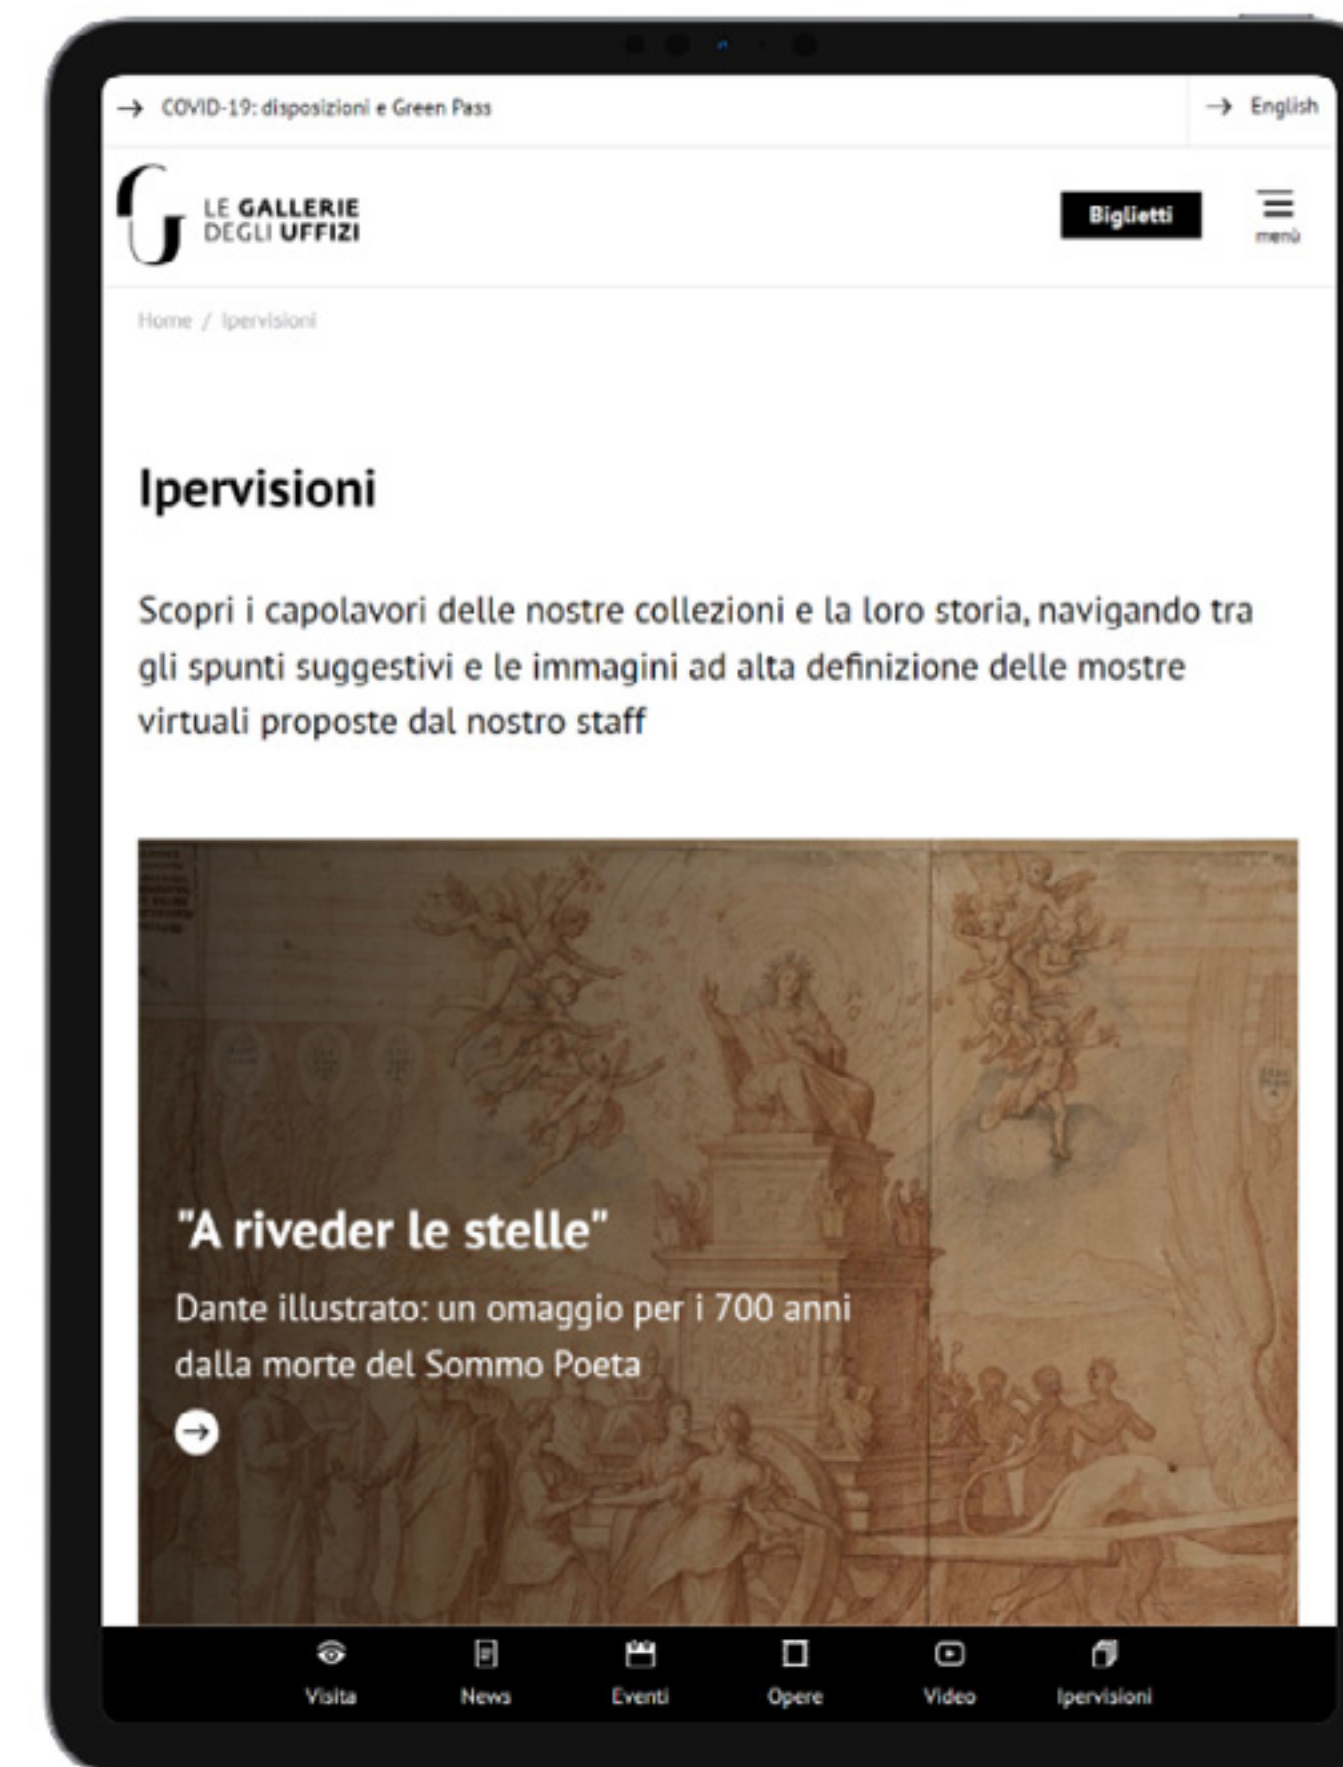 → COVID-19: disposizioni e Green Pass
→ English
LE GALLERIE
DEGLI UFFIZI
Biglietti
menù
Home / Ipervisioni
Ipervisioni
Scopri i capolavori delle nostre collezioni e la loro storia, navigando tra
gli spunti suggestivi e le immagini ad alta definizione delle mostre
virtuali proposte dal nostro staff
"A riveder le stelle"
Dante illustrato: un omaggio per i 700 anni
dalla morte del Sommo Poeta
→
Visita
News
Eventi
Opere
Video
Ipervisioni